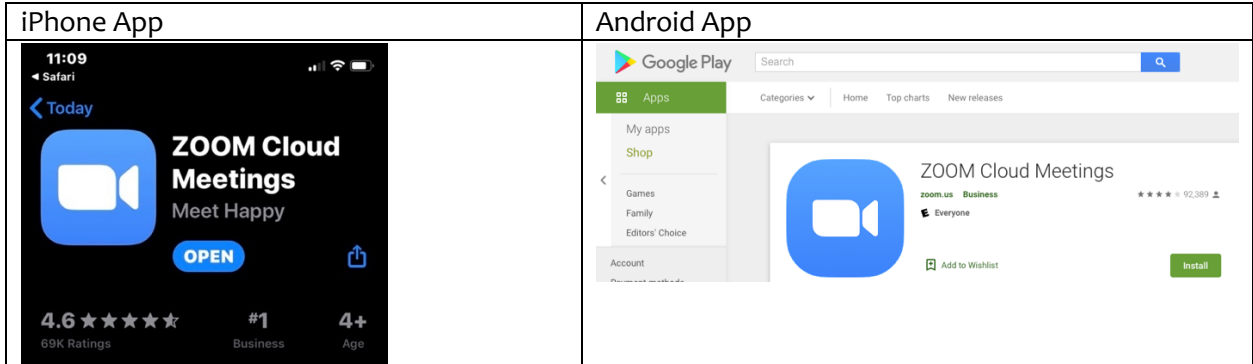 iPhone App
Android App
11:09
Safari
Today
ZOOM Cloud
Meetings
Meet Happy
OPEN
4.6 ★★★★⯪ #1 4+
69K Ratings Business Age
Google Play Search
Apps Categories Home Top charts New releases
My apps
Shop
Games
Family
Editors' Choice
Account
Payment methods
ZOOM Cloud Meetings
zoom.us Business ★★★★★ 92,389
E Everyone
Add to Wishlist Install